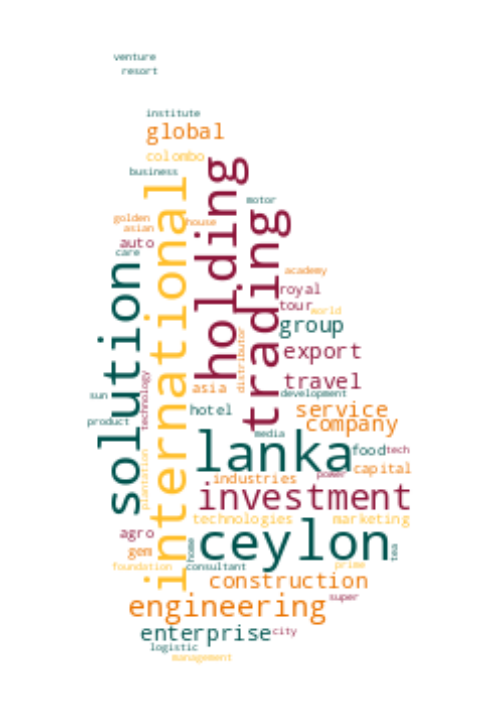 venture
resort
institute
global
colombo
business
international
holding
motor
golden
house
asian
trading
auto
care
solution
academy
royal
tour
world
group
distributor
export
technology
travel
asia
development
sun
hotel
service
product
company
media
lanka
food
tech
plantation
power
capital
industries
investment
technologies
marketing
agro
ceylon
home
tea
gem
foundation
consultant
prime
construction
super
engineering
enterprise
city
logistic
management